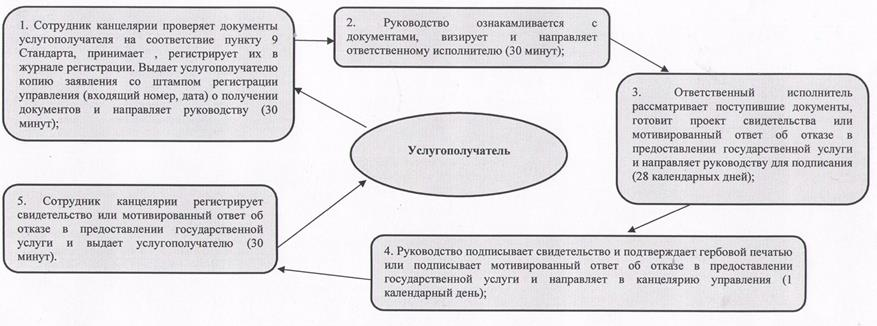 1. Сотрудник канцелярии проверяет документы
услугополучателя на соответствие пункту 9
Стандарта, принимает , регистрирует их в
журнале регистрации. Выдает услугополучателю
копию заявления со штампом регистрации
управления (входящий номер, дата) о получении
документов и направляет руководству (30
минут);
2. Руководство ознакамливается с
документами, визирует и направляет
ответственному исполнителю (30 минут);
3. Ответственный исполнитель
рассматривает поступившие документы,
готовит проект свидетельства или
мотивированный ответ об отказе в
предоставлении государственной услуги
и направляет руководству для подписания
(28 календарных дней);
Услугополучатель
5. Сотрудник канцелярии регистрирует
свидетельство или мотивированный ответ об
отказе в предоставлении государственной
услуги и выдает услугополучателю (30
минут).
4. Руководство подписывает свидетельство и подтверждает гербовой печатью
или подписывает мотивированный ответ об отказе в предоставлении
государственной услуги и направляет в канцелярию управления (1
календарный день);